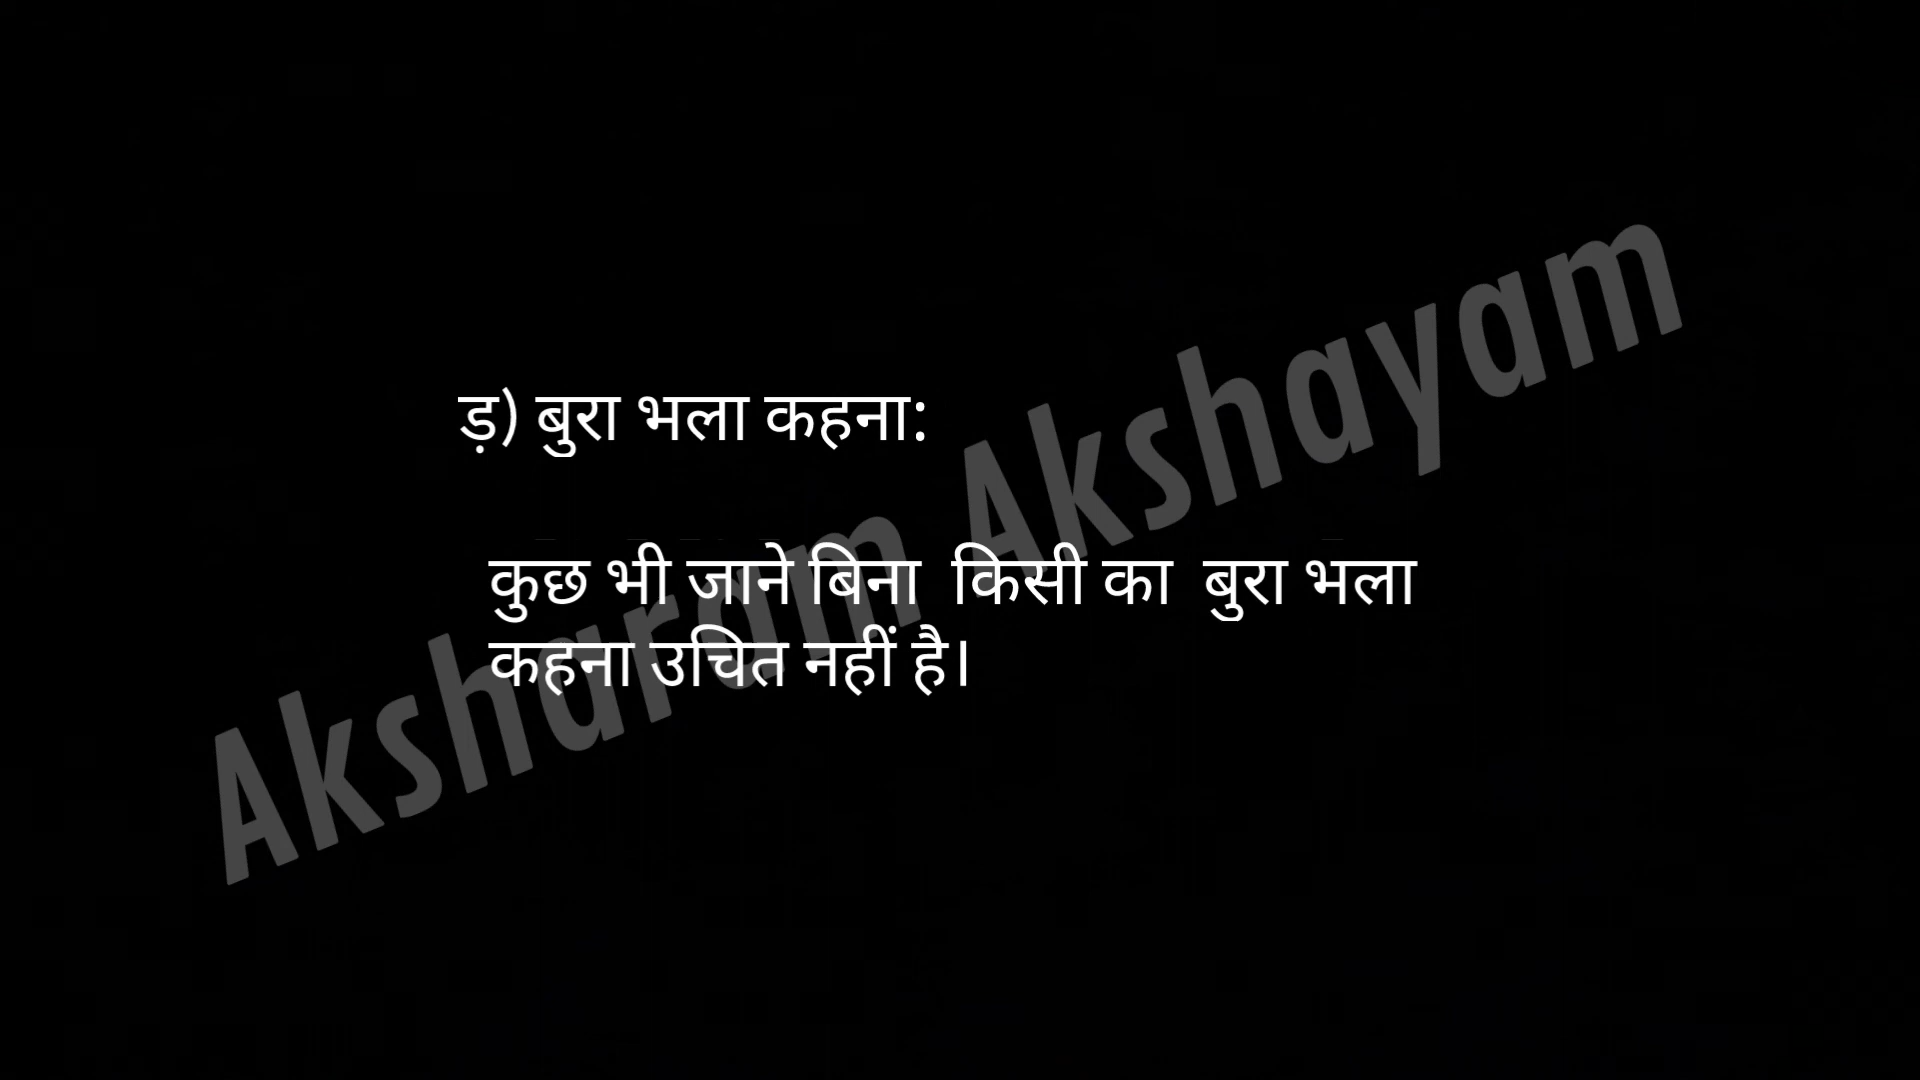 ड़) बुरा भला कहना:
कुछ भी जाने बिना किसी का बुरा भला
कहना उचित नहीं है।
Aksharam Akshayam